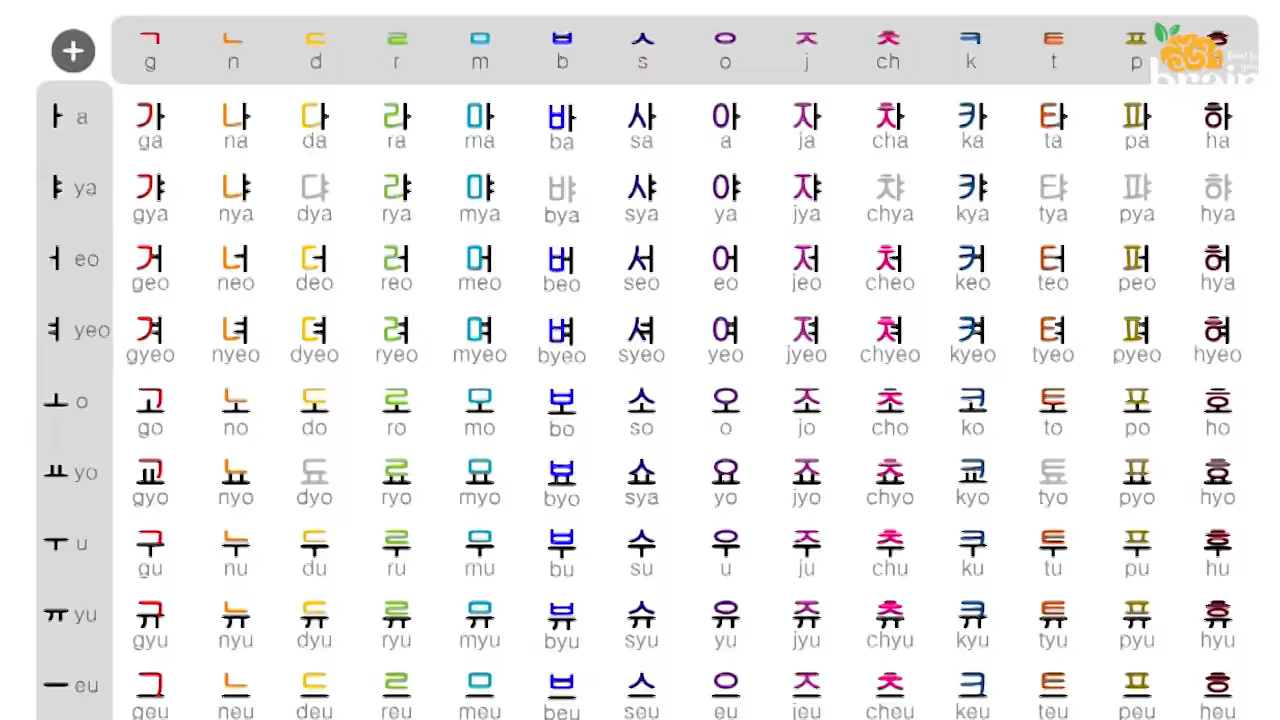 + ㄱ ㄴ ㄷ ㄹ ㅁ ㅂ ㅅ ㅇ ㅈ ㅊ ㅋ ㅌ ㅍ
g n d r m b s o j ch k t p
brain
ㅏ a 가 나 다 라 마 바 사 아 자 차 카 타 파 하
ga na da ra ma ba sa a ja cha ka ta pa ha
ㅑ ya 갸 냐 댜 랴 먀 뱌 샤 야 쟈 챠 캬 탸 퍄 햐
gya nya dya rya mya bya sya ya jya chya kya tya pya hya
ㅓ eo 거 너 더 러 머 버 서 어 저 처 커 터 퍼 허
geo neo deo reo meo beo seo eo jeo cheo keo teo peo hya
ㅕ yeo 겨 녀 뎌 려 며 벼 셔 여 져 쳐 켜 텨 펴 혀
gyeo nyeo dyeo ryeo myeo byeo syeo yeo jyeo chyeo kyeo tyeo pyeo hyeo
ㅗ o 고 노 도 로 모 보 소 오 조 초 코 토 포 호
go no do ro mo bo so o jo cho ko to po ho
ㅛ yo 교 뇨 됴 료 묘 뵤 쇼 요 죠 쵸 쿄 툐 표 효
gyo nyo dyo ryo myo byo sya yo jyo chyo kyo tyo pyo hyo
ㅜ u 구 누 두 루 무 부 수 우 주 추 쿠 투 푸 후
gu nu du ru mu bu su u ju chu ku tu pu hu
ㅠ yu 규 뉴 듀 류 뮤 뷰 슈 유 쥬 츄 큐 튜 퓨 휴
gyu nyu dyu ryu myu byu syu yu jyu chyu kyu tyu pyu hyu
ㅡ eu 그 느 드 르 므 브 스 으 즈 츠 크 트 프 흐
geu neu deu reu meu beu seu eu jeu cheu keu teu peu heu